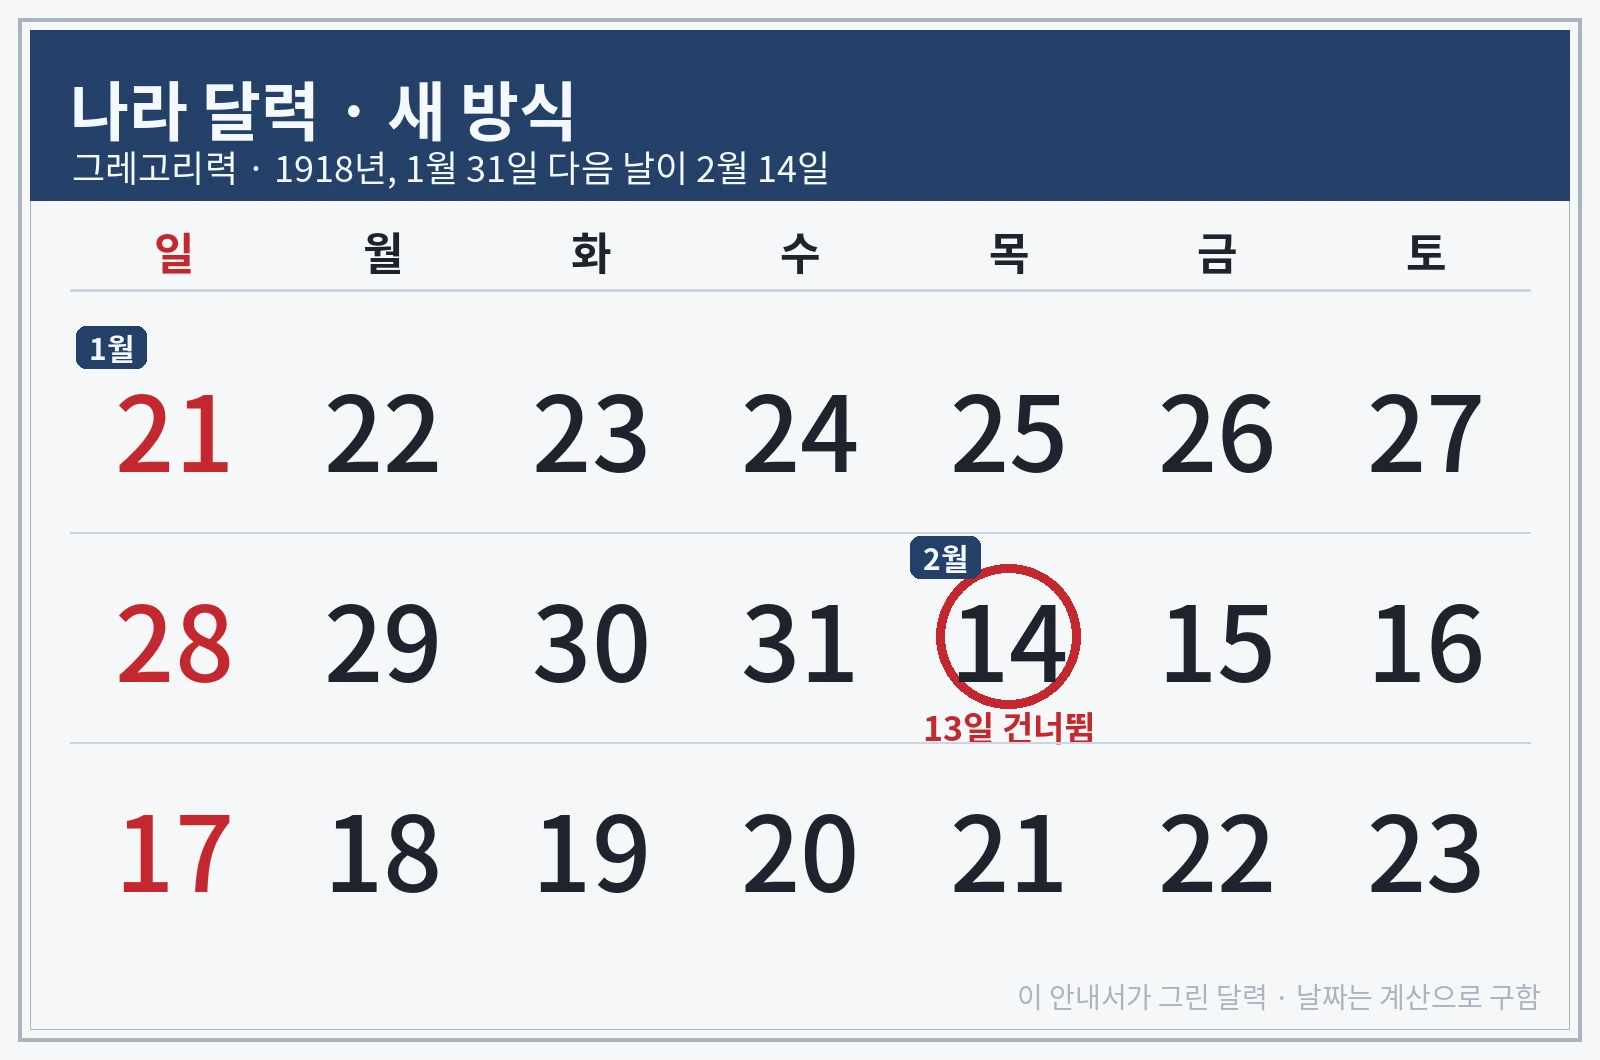 나라 달력 · 새 방식
그레고리력 · 1918년, 1월 31일 다음 날이 2월 14일
일 월 화 수 목 금 토
1월
21 22 23 24 25 26 27
2월
28 29 30 31 14 15 16
13일 건너뜀
17 18 19 20 21 22 23
이 안내서가 그린 달력 · 날짜는 계산으로 구함